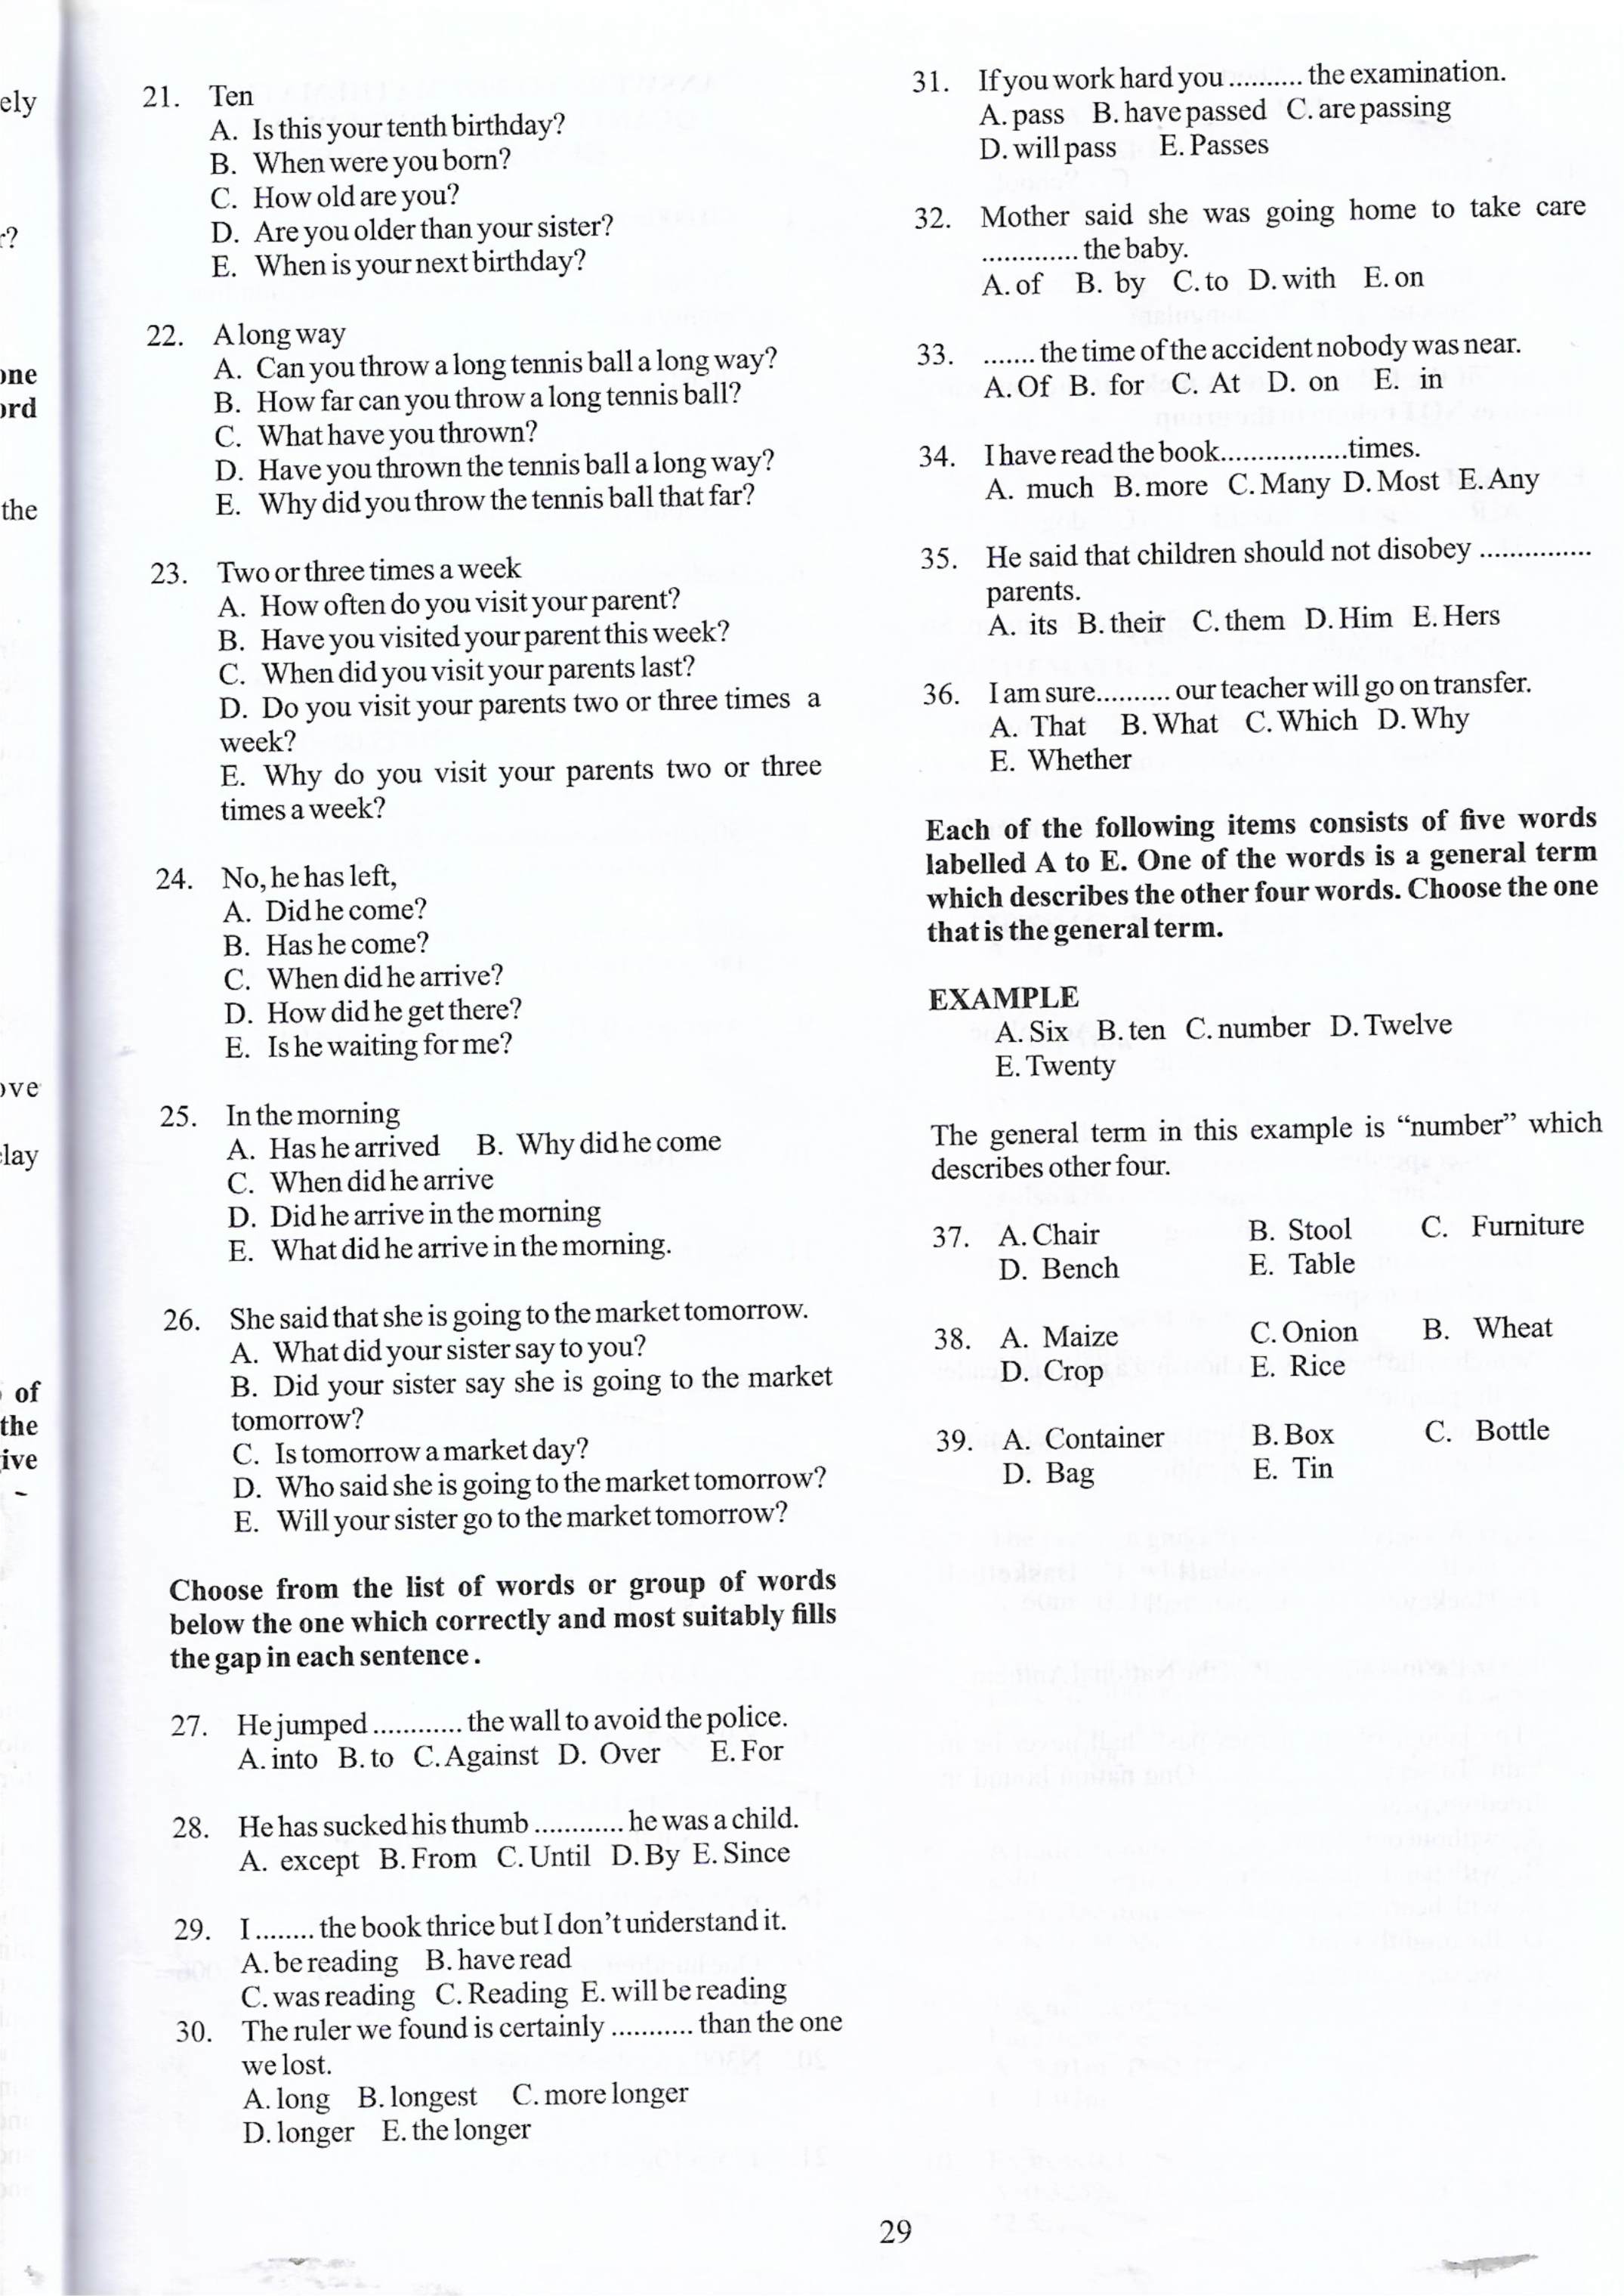 ely
r?
one
ord
the
ove
elay
of
the
ive
21. Ten
A. Is this your tenth birthday?
B. When were you born?
C. How old are you?
D. Are you older than your sister?
E. When is your next birthday?
22. A long way
A. Can you throw a long tennis ball a long way?
B. How far can you throw a long tennis ball?
C. What have you thrown?
D. Have you thrown the tennis ball a long way?
E. Why did you throw the tennis ball that far?
23. Two or three times a week
A. How often do you visit your parent?
B. Have you visited your parent this week?
C. When did you visit your parents last?
D. Do you visit your parents two or three times a
week?
E. Why do you visit your parents two or three
times a week?
24. No, he has left,
A. Did he come?
B. Has he come?
C. When did he arrive?
D. How did he get there?
E. Is he waiting for me?
25. In the morning
A. Has he arrived B. Why did he come
C. When did he arrive
D. Did he arrive in the morning
E. What did he arrive in the morning.
26. She said that she is going to the market tomorrow.
A. What did your sister say to you?
B. Did your sister say she is going to the market
tomorrow?
C. Is tomorrow a market day?
D. Who said she is going to the market tomorrow?
E. Will your sister go to the market tomorrow?
Choose from the list of words or group of words
below the one which correctly and most suitably fills
the gap in each sentence.
27. He jumped ............ the wall to avoid the police.
A. into B. to C. Against D. Over E. For
28. He has sucked his thumb ............ he was a child.
A. except B. From C. Until D. By E. Since
29. I ........ the book thrice but I don't understand it.
A. be reading B. have read
C. was reading C. Reading E. will be reading
30. The ruler we found is certainly ........... than the one
we lost.
A. long B. longest C. more longer
D. longer E. the longer
31. If you work hard you .......... the examination.
A. pass B. have passed C. are passing
D. will pass E. Passes
32. Mother said she was going home to take care
............. the baby.
A. of B. by C. to D. with E. on
33. ....... the time of the accident nobody was near.
A. Of B. for C. At D. on E. in
34. I have read the book.................times.
A. much B. more C. Many D. Most E. Any
35. He said that children should not disobey ...............
parents.
A. its B. their C. them D. Him E. Hers
36. I am sure.......... our teacher will go on transfer.
A. That B. What C. Which D. Why
E. Whether
Each of the following items consists of five words
labelled A to E. One of the words is a general term
which describes the other four words. Choose the one
that is the general term.
EXAMPLE
A. Six B. ten C. number D. Twelve
E. Twenty
The general term in this example is “number” which
describes other four.
37. A. Chair B. Stool C. Furniture
D. Bench E. Table
38. A. Maize C. Onion B. Wheat
D. Crop E. Rice
39. A. Container B. Box C. Bottle
D. Bag E. Tin
29